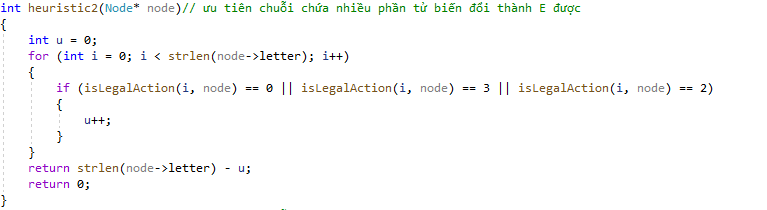 int heuristic2(Node* node)// ưu tiên chuỗi chứa nhiều phần tử biến đổi thành E được
{
    int u = 0;
    for (int i = 0; i < strlen(node->letter); i++)
    {
        if (isLegalAction(i, node) == 0 || isLegalAction(i, node) == 3 || isLegalAction(i, node) == 2)
        {
            u++;
        }
    }
    return strlen(node->letter) - u;
    return 0;
}